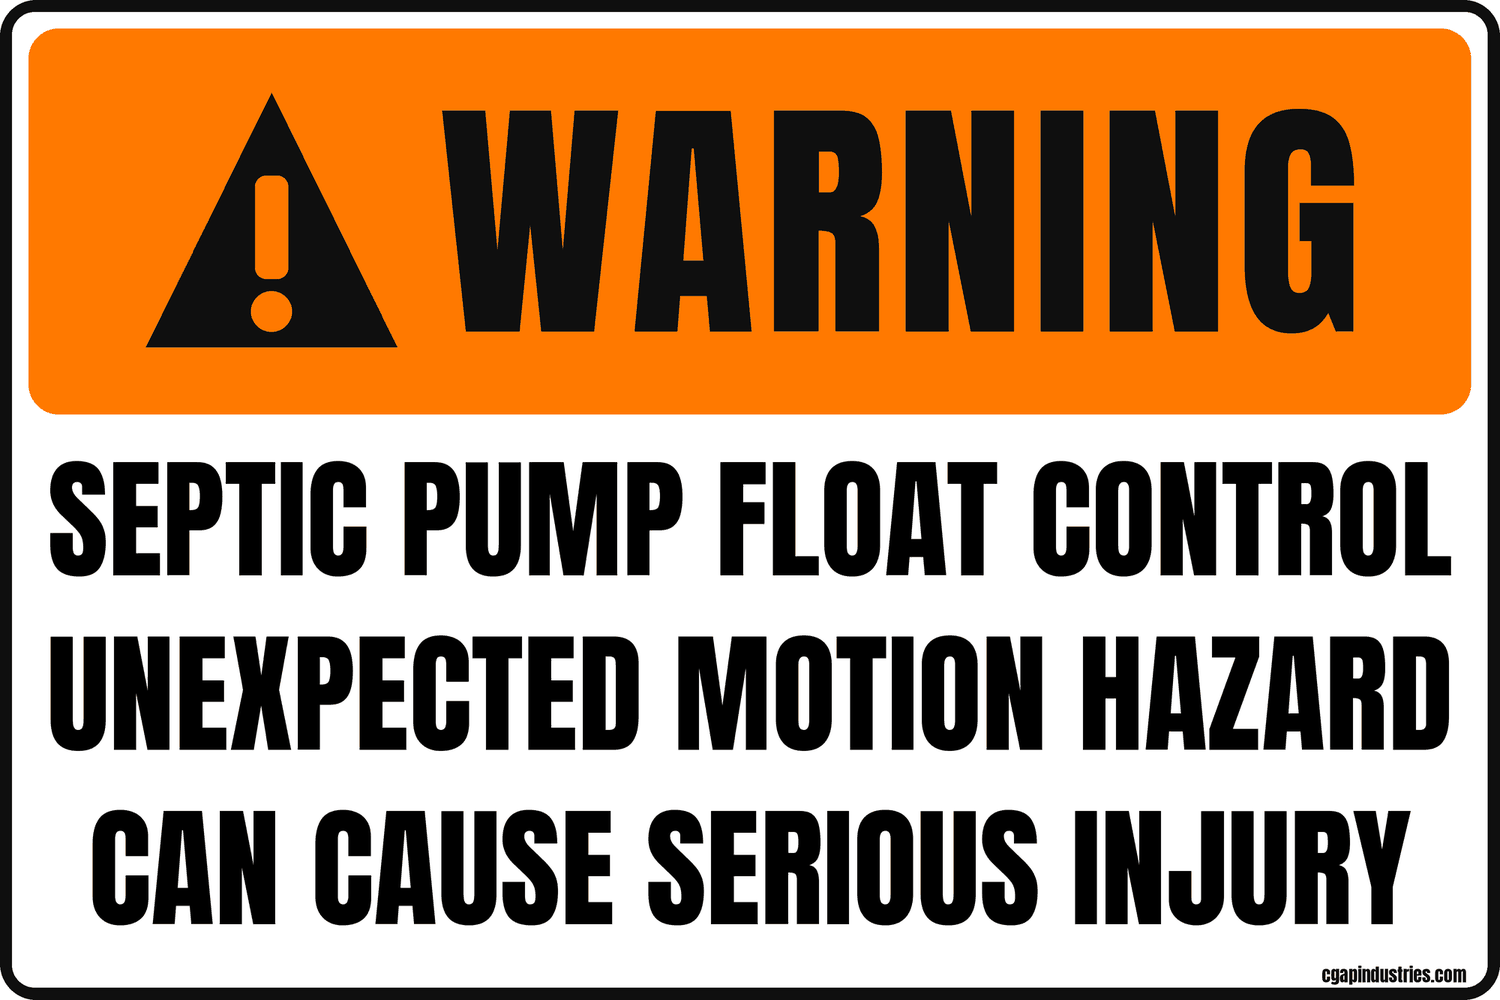 WARNING
SEPTIC PUMP FLOAT CONTROL
UNEXPECTED MOTION HAZARD
CAN CAUSE SERIOUS INJURY
cgapindustries.com